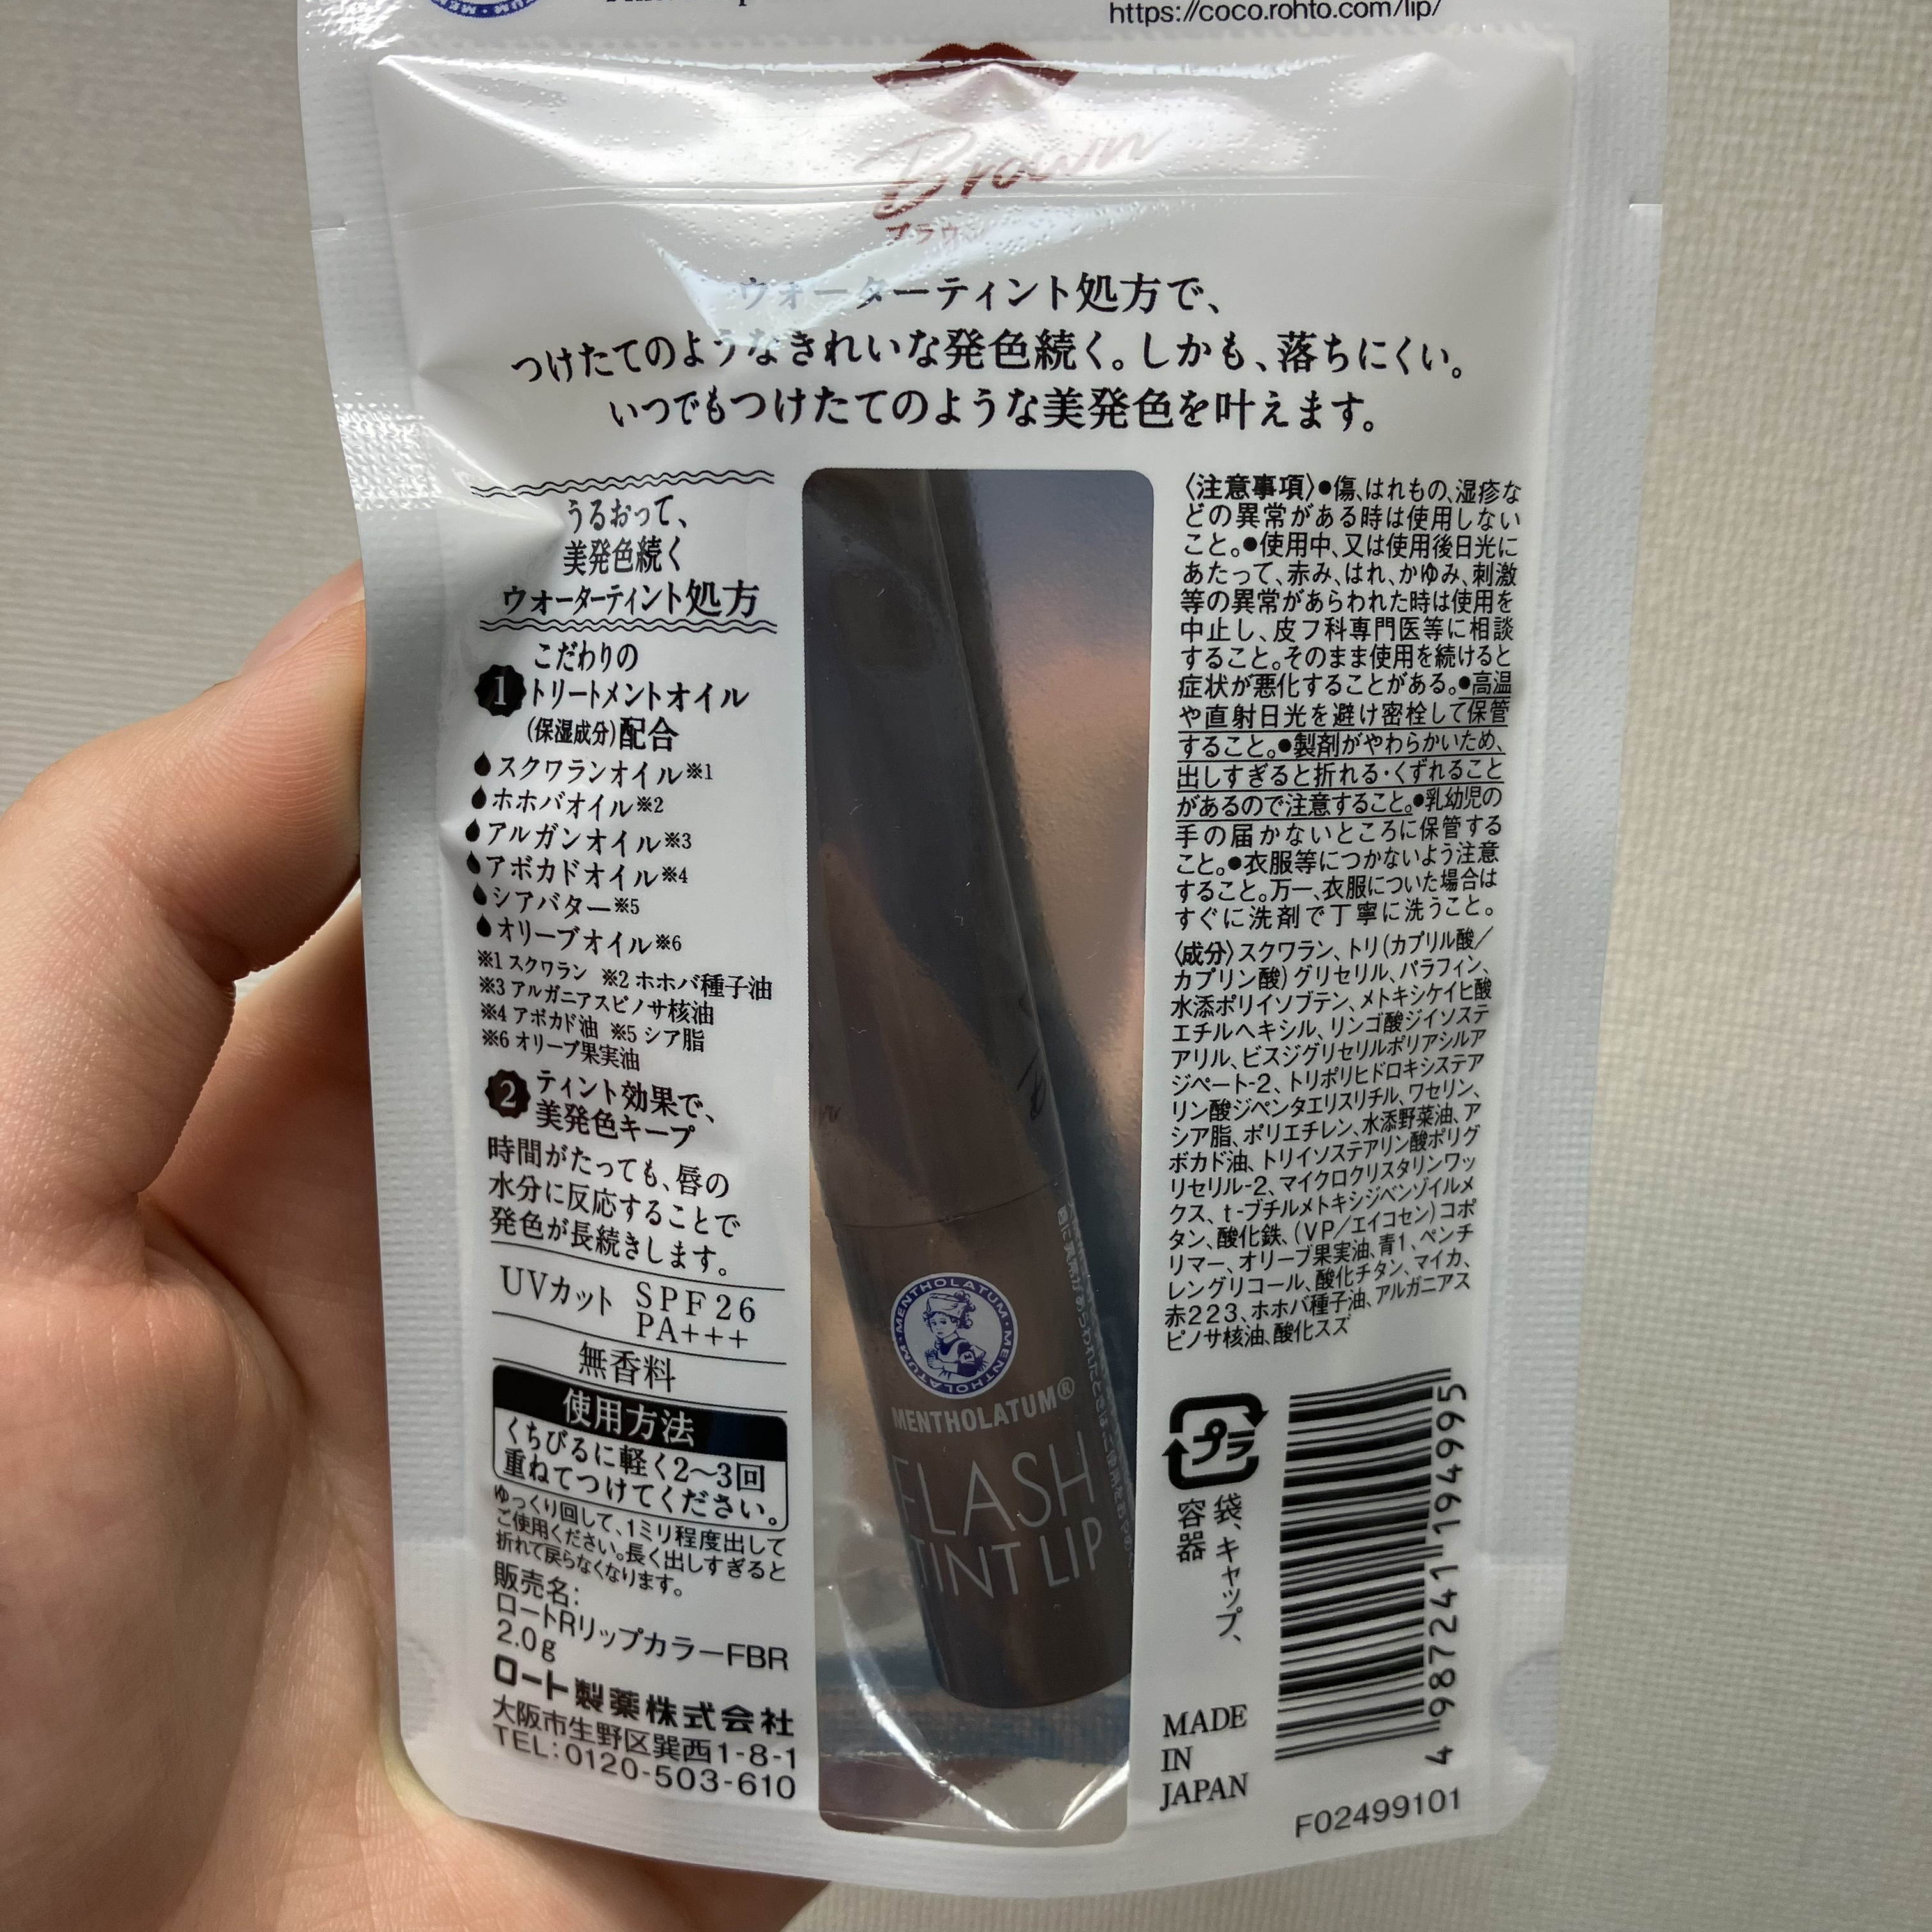 https://coco.rohto.com/lip/
Brown
ウォーターティント処方で、
つけたてのようなきれいな発色続く。しかも、落ちにくい。
いつでもつけたてのような美発色を叶えます。
うるおって、
美発色続く
ウォーターティント処方
1
こだわりの
トリートメントオイル
(保湿成分)配合
スクワランオイル※1
ホホバオイル※2
アルガンオイル※3
アボカドオイル※4
シアバター※5
オリーブオイル※6
※1 スクワラン ※2 ホホバ種子油
※3 アルガニアスピノサ核油
※4 アボカド油 ※5 シア脂
※6 オリーブ果実油
2
ティント効果で、
美発色キープ
時間がたっても、唇の
水分に反応することで
発色が長続きします。
UVカット SPF26
PA+++
無香料
使用方法
くちびるに軽く2〜3回
重ねてつけてください。
ゆっくり回して、1ミリ程度出して
ご使用ください。長く出しすぎると
折れて戻らなくなります。
販売名:
ロートRリップカラーFBR
2.0g
ロート製薬株式会社
大阪市生野区巽西1-8-1
TEL:0120-503-610
MENTHOLATUM・MENTHOLATUM
MENTHOLATUM®
FLASH
TINT LIP
〈注意事項〉●傷、はれもの、湿疹な
どの異常がある時は使用しない
こと。●使用中、又は使用後日光に
あたって、赤み、はれ、かゆみ、刺激
等の異常があらわれた時は使用を
中止し、皮フ科専門医等に相談
すること。そのまま使用を続けると
症状が悪化することがある。●高温
や直射日光を避け密栓して保管
すること。●製剤がやわらかいため、
出しすぎると折れる・くずれること
があるので注意すること。●乳幼児の
手の届かないところに保管する
こと。●衣服等につかないよう注意
すること。万一、衣服についた場合は
すぐに洗剤で丁寧に洗うこと。
〈成分〉スクワラン、トリ(カプリル酸/
カプリン酸)グリセリル、パラフィン、
水添ポリイソブテン、メトキシケイヒ酸
エチルヘキシル、リンゴ酸ジイソステ
アリル、ビスジグリセリルポリアシルア
ジペート-2、トリポリヒドロキシステア
リン酸ジペンタエリスリチル、ワセリン、
シア脂、ポリエチレン、水添野菜油、ア
ボカド油、トリイソステアリン酸ポリグ
リセリル-2、マイクロクリスタリンワッ
クス、t-ブチルメトキシジベンゾイルメ
タン、酸化鉄、(VP/エイコセン)コポ
リマー、オリーブ果実油、青1、ペンチ
レングリコール、酸化チタン、マイカ、
赤223、ホホバ種子油、アルガニアス
ピノサ核油、酸化スズ
プラ
袋、キャップ、
容器
MADE
IN
JAPAN
4 987241 194995
F02499101